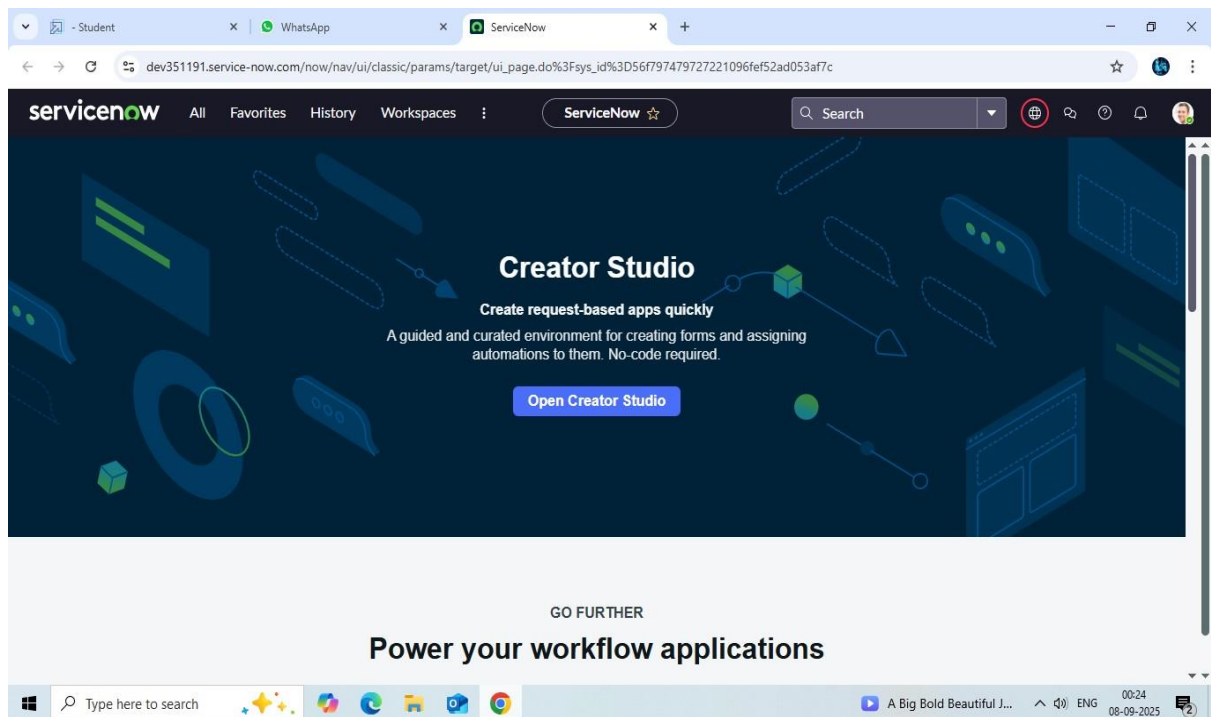 - Student
WhatsApp
ServiceNow
dev351191.service-now.com/now/nav/ui/classic/params/target/ui_page.do%3Fsys_id%3D56f797479727221096fef52ad053af7c
servicenow All Favorites History Workspaces ServiceNow Search
Creator Studio
Create request-based apps quickly
A guided and curated environment for creating forms and assigning
automations to them. No-code required.
Open Creator Studio
GO FURTHER
Power your workflow applications
Type here to search
A Big Bold Beautiful J...
ENG
00:24
08-09-2025
2